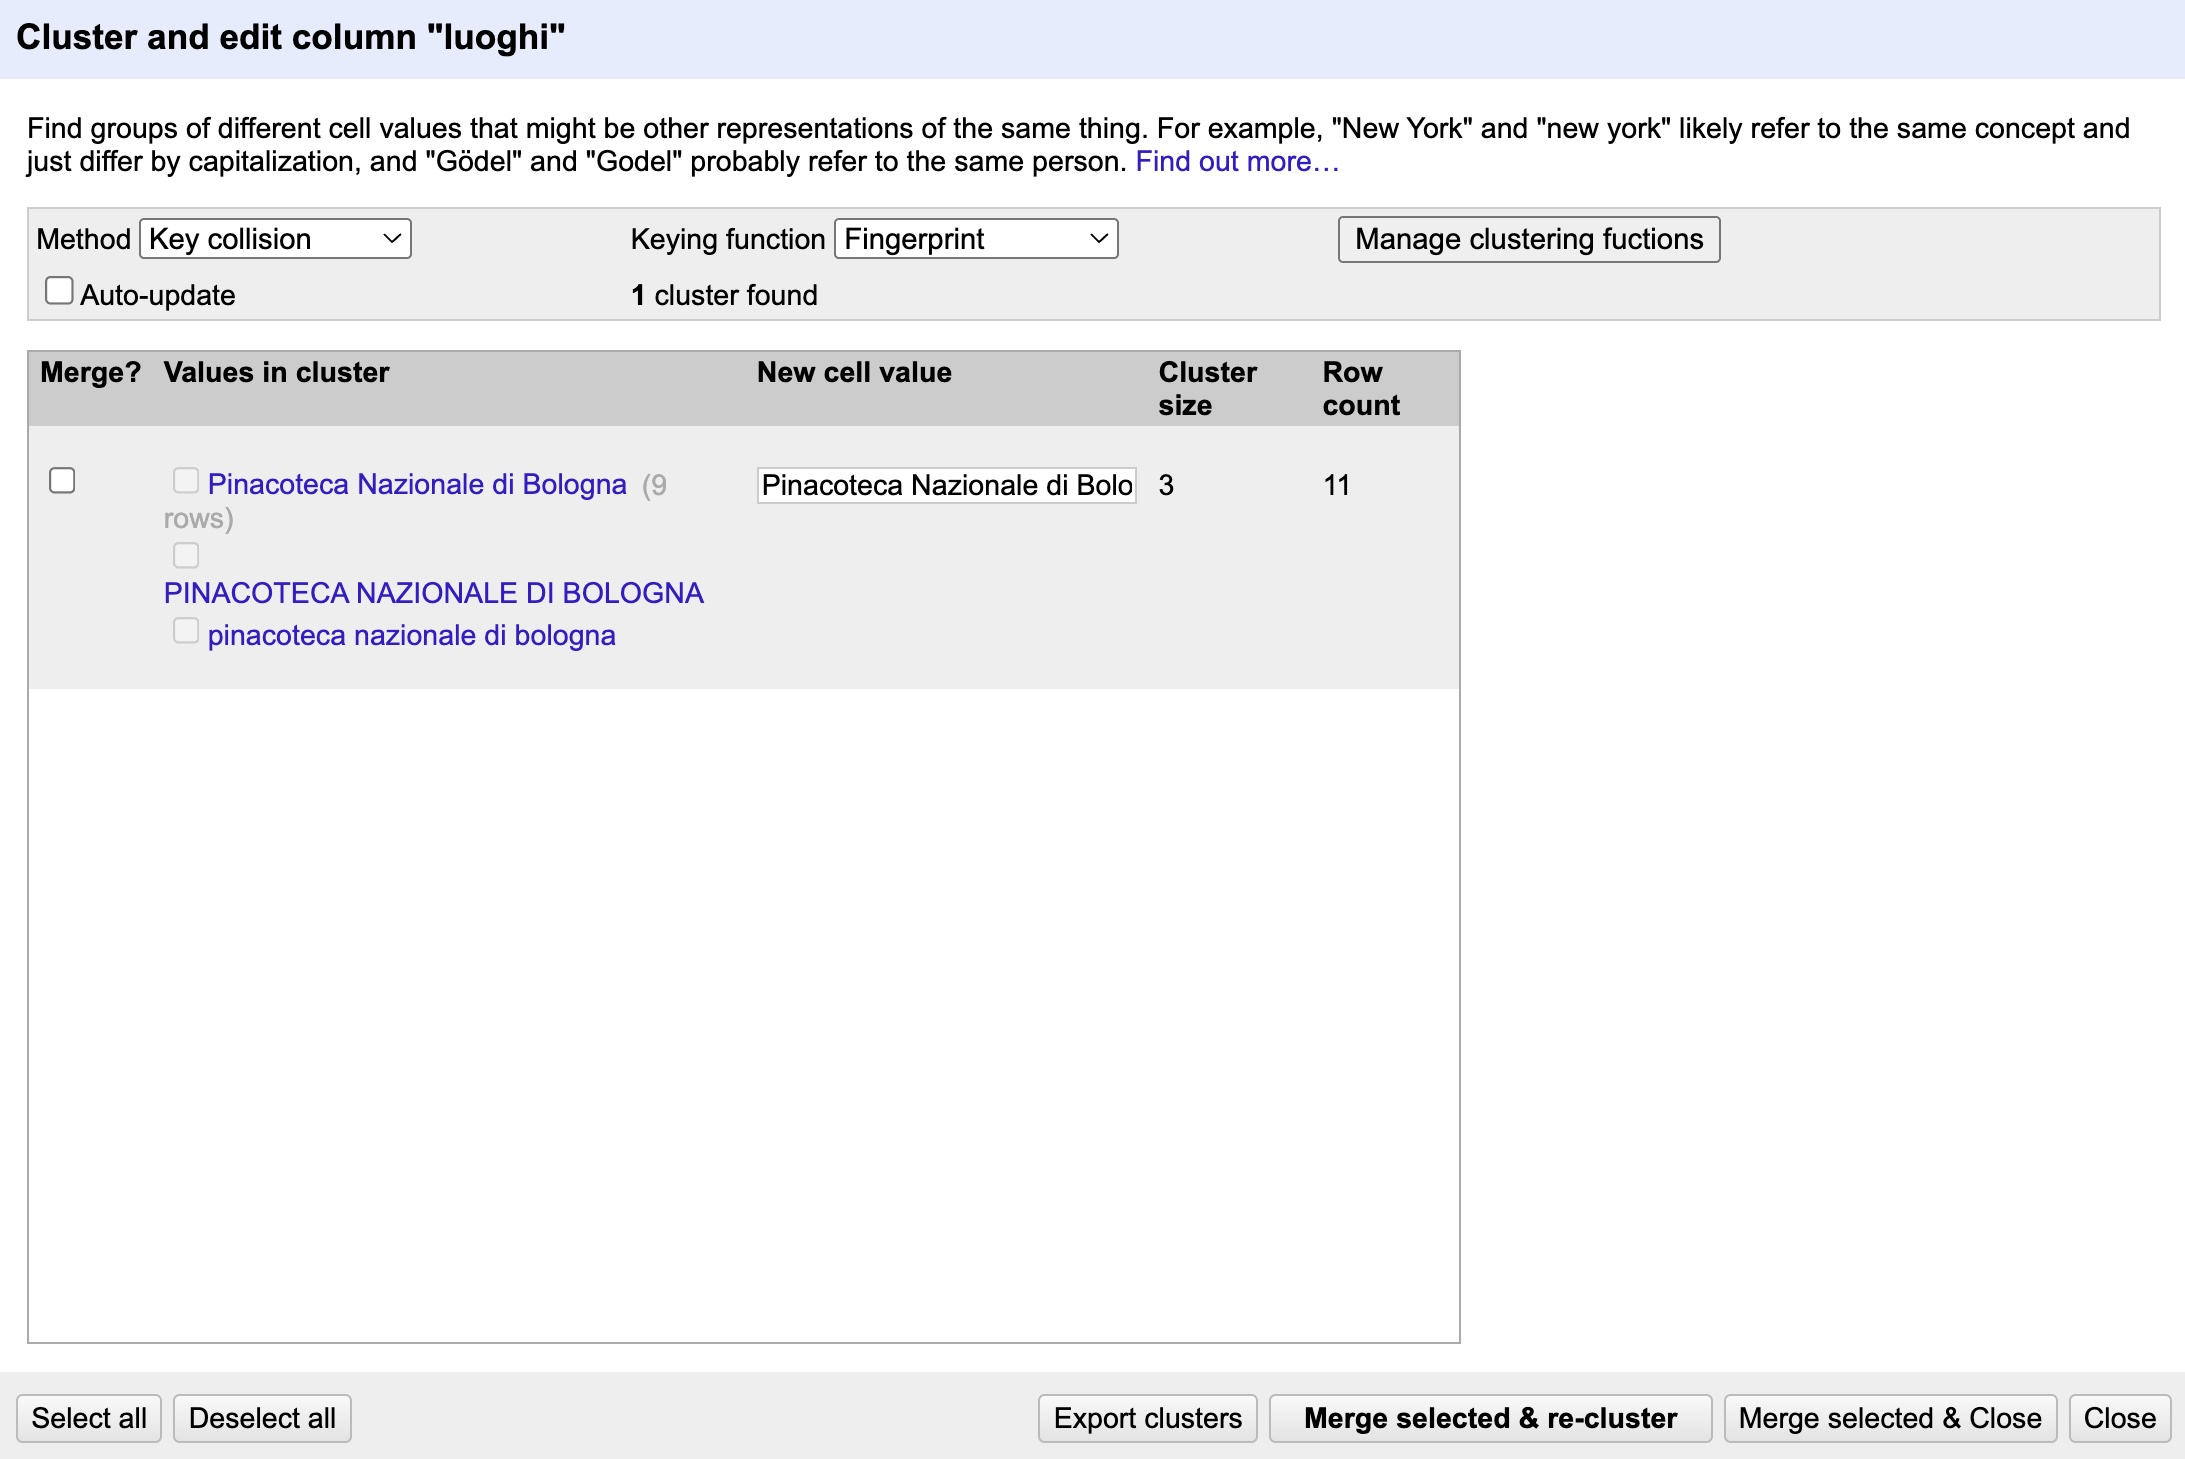 Cluster and edit column "luoghi"
Find groups of different cell values that might be other representations of the same thing. For example, "New York" and "new york" likely refer to the same concept and
just differ by capitalization, and "Gödel" and "Godel" probably refer to the same person. Find out more…
Method Key collision Keying function Fingerprint Manage clustering fuctions
Auto-update 1 cluster found
Merge? Values in cluster New cell value Cluster size Row count
Pinacoteca Nazionale di Bologna (9 rows) Pinacoteca Nazionale di Bolo 3 11
PINACOTECA NAZIONALE DI BOLOGNA
pinacoteca nazionale di bologna
Select all Deselect all Export clusters Merge selected & re-cluster Merge selected & Close Close